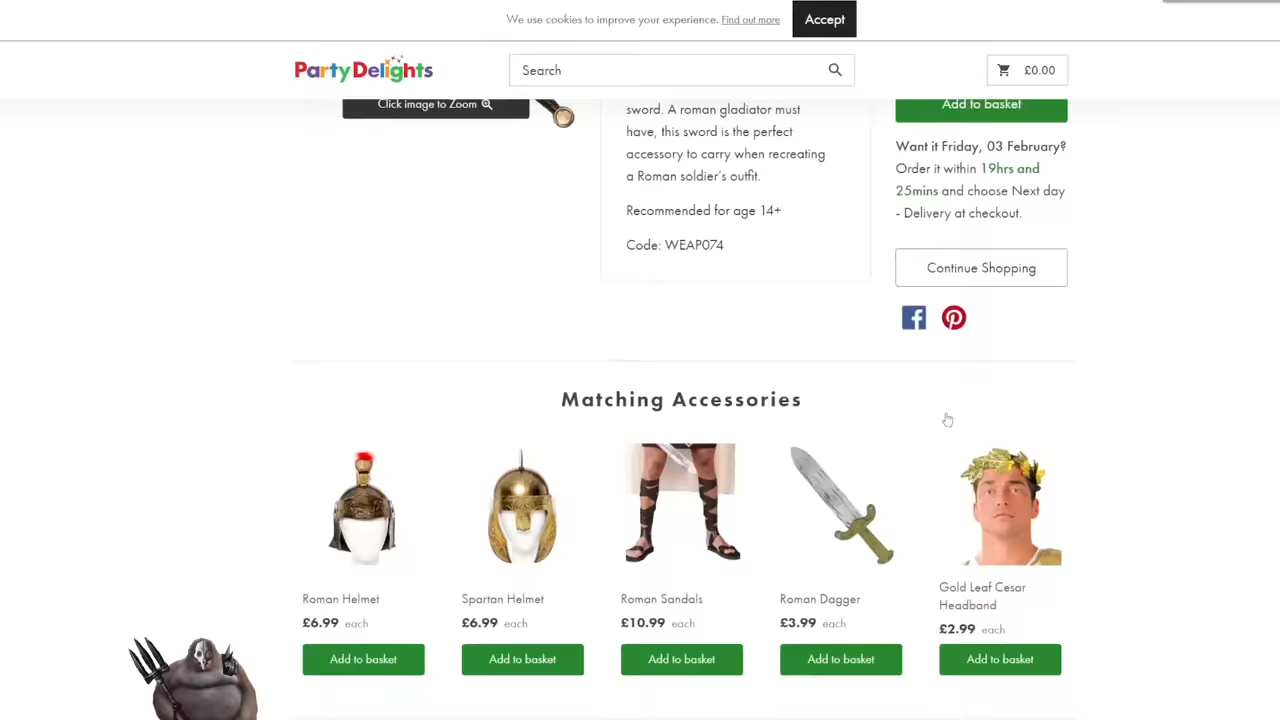 We use cookies to improve your experience. Find out more
Accept
Party Delights
Search
£0.00
Click image to Zoom
sword. A roman gladiator must
have, this sword is the perfect
accessory to carry when recreating
a Roman soldier's outfit.
Recommended for age 14+
Code: WEAP074
Add to basket
Want it Friday, 03 February?
Order it within 19hrs and
25mins and choose Next day
- Delivery at checkout.
Continue Shopping
Matching Accessories
Roman Helmet
£6.99 each
Add to basket
Spartan Helmet
£6.99 each
Add to basket
Roman Sandals
£10.99 each
Add to basket
Roman Dagger
£3.99 each
Add to basket
Gold Leaf Cesar
Headband
£2.99 each
Add to basket